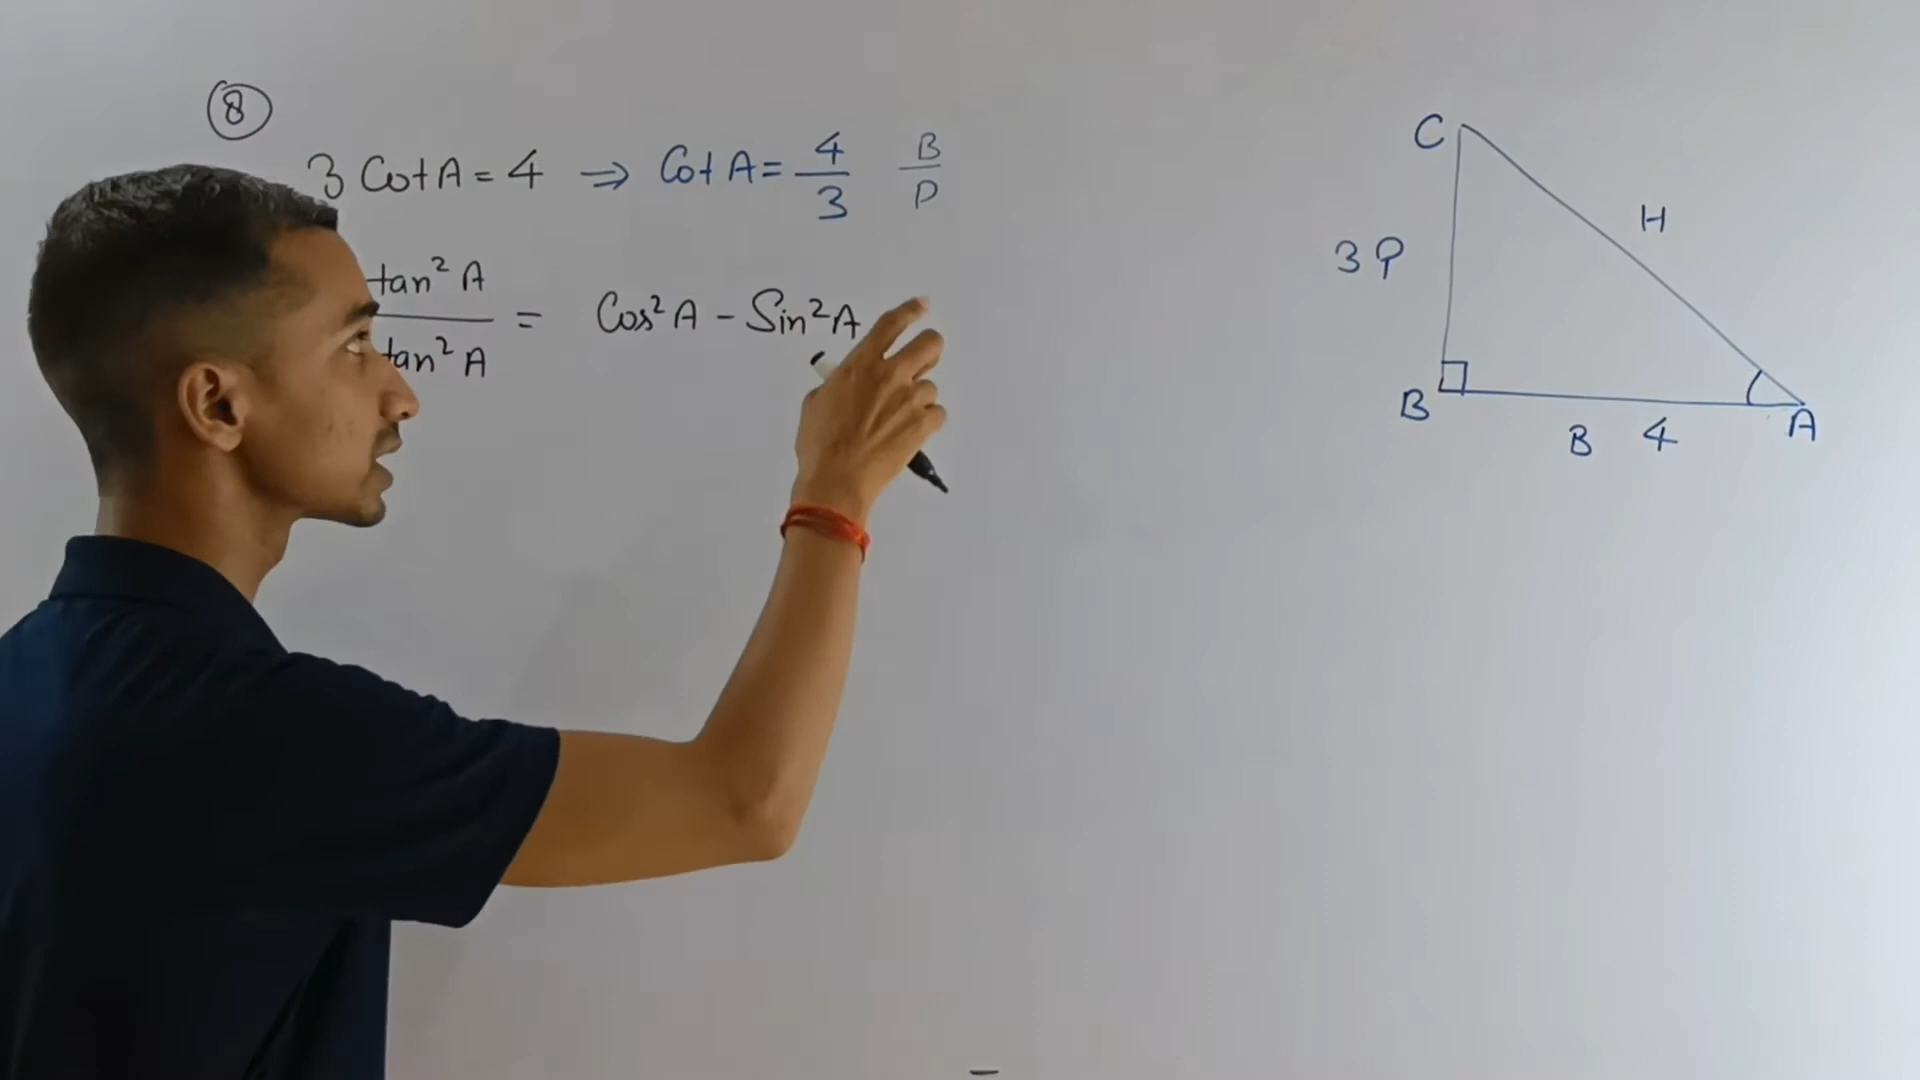 8
3 Cot A = 4 ⇒ Cot A = 4/3 B/P
tan² A / tan² A = Cos² A - Sin² A
C
H
3 P
B
B 4
A